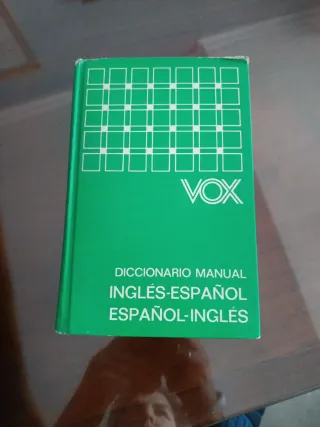 VOX
DICCIONARIO MANUAL
INGLÉS-ESPAÑOL
ESPAÑOL-INGLÉS